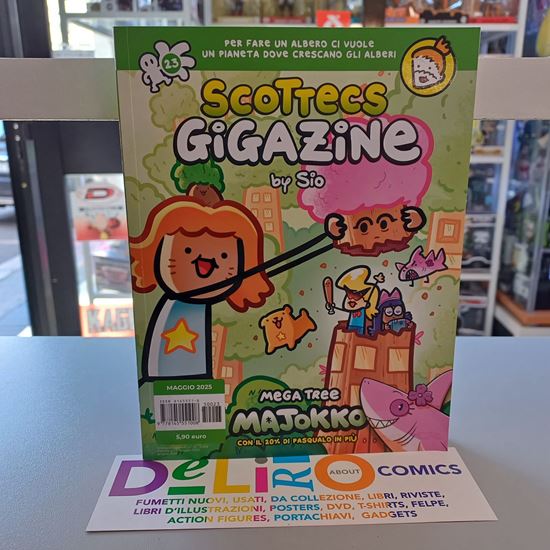 PER FARE UN ALBERO CI VUOLE
UN PIANETA DOVE CRESCANO GLI ALBERI
23
SCOTTECS
GIGAZINE
by Sio
MAGGIO 2025
5,90 euro
MEGA TREE
MAJOKKO
CON IL 20% DI PASQUALO IN PIÙ
DeLiRiO
ABOUT
COMICS
FUMETTI NUOVI, USATI, DA COLLEZIONE, LIBRI, RIVISTE,
LIBRI D'ILLUSTRAZIONI, POSTERS, DVD, T-SHIRTS, FELPE,
ACTION FIGURES, PORTACHIAVI, GADGETS